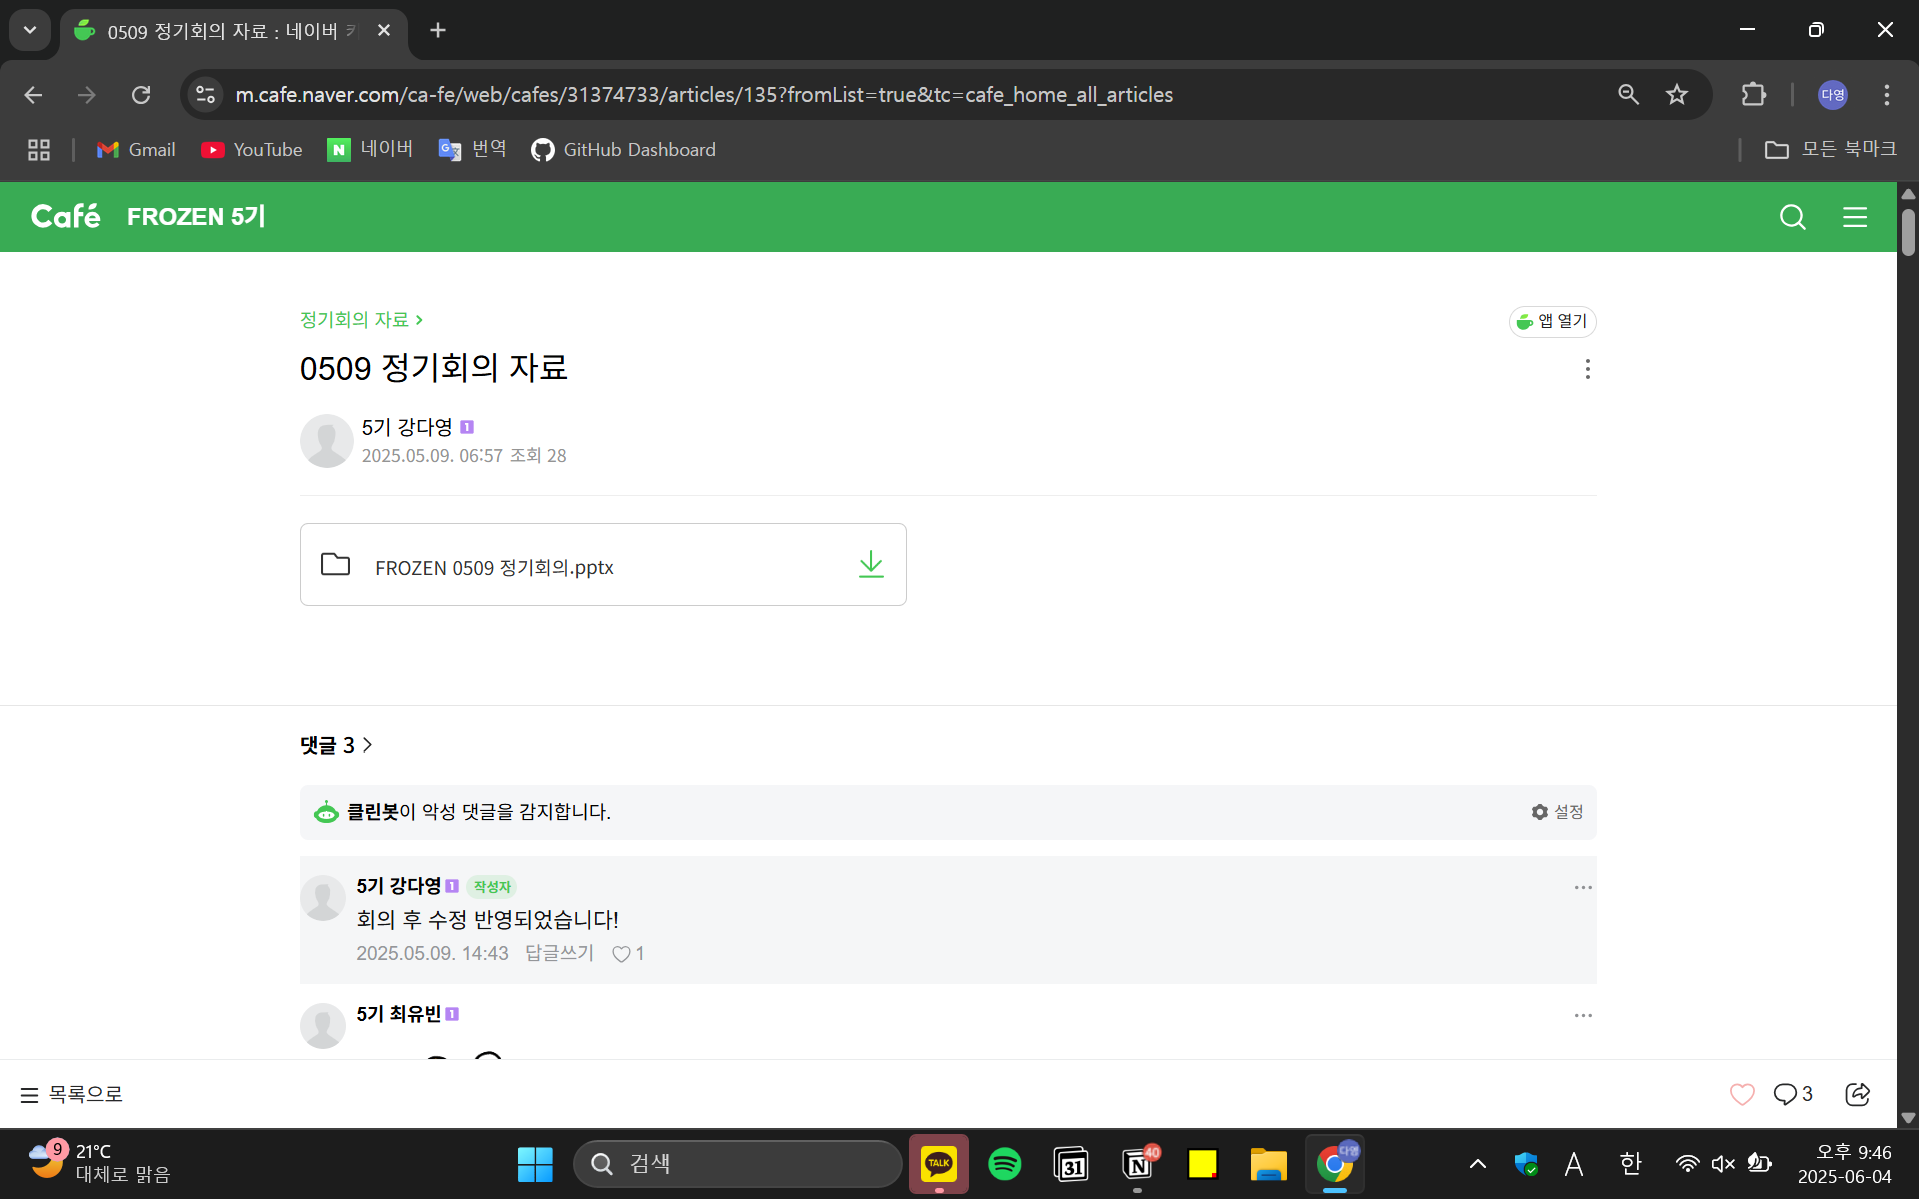 0509 정기회의 자료 : 네이버 카
m.cafe.naver.com/ca-fe/web/cafes/31374733/articles/135?fromList=true&tc=cafe_home_all_articles
다영
Gmail
YouTube
네이버
번역
GitHub Dashboard
모든 북마크
Café
FROZEN 5기
정기회의 자료 >
앱 열기
0509 정기회의 자료
5기 강다영 1
2025.05.09. 06:57 조회 28
FROZEN 0509 정기회의.pptx
댓글 3 >
클린봇이 악성 댓글을 감지합니다.
설정
5기 강다영 1 작성자
회의 후 수정 반영되었습니다!
2025.05.09. 14:43 답글쓰기 1
5기 최유빈 1
목록으로
3
9
21°C
대체로 맑음
검색
TALK
31
N
40
다영
A
한
오후 9:46
2025-06-04